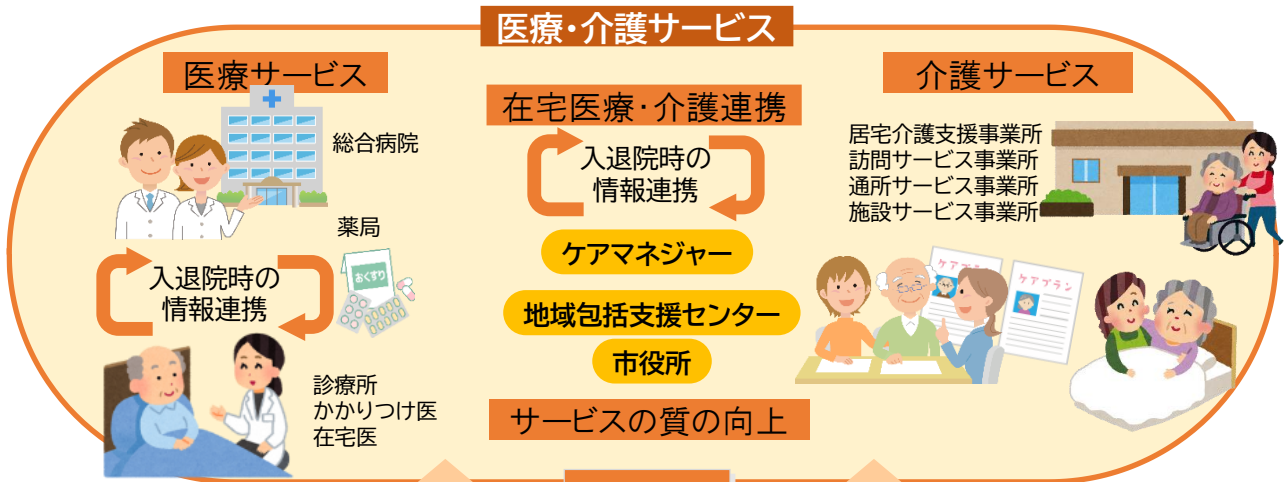 医療・介護サービス
医療サービス
総合病院
薬局
おくすり
入退院時の
情報連携
診療所
かかりつけ医
在宅医
在宅医療・介護連携
入退院時の
情報連携
ケアマネジャー
地域包括支援センター
市役所
サービスの質の向上
介護サービス
居宅介護支援事業所
訪問サービス事業所
通所サービス事業所
施設サービス事業所
ケアプラン
ケアプラン